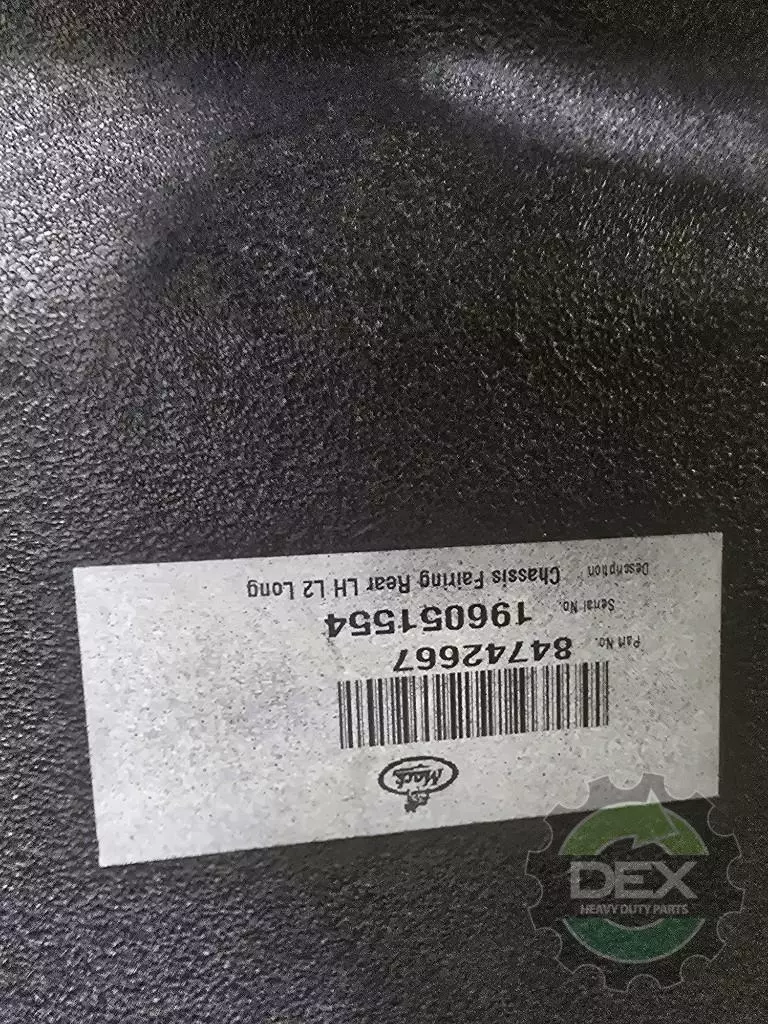 Mack
Part No. 84742667
Serial No. 196051554
Description Chassis Fairing Rear LH L2 Long
DEX
HEAVY DUTY PARTS